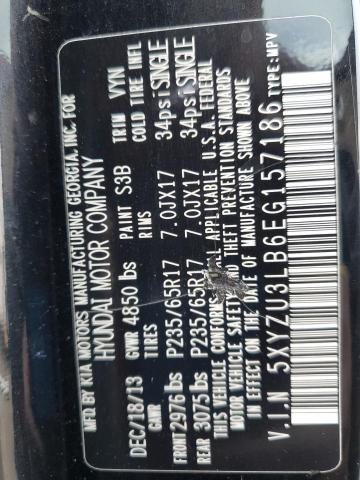 MFD BY KIA MOTORS MANUFACTURING GEORGIA, INC. FOR
HYUNDAI MOTOR COMPANY
DEC/18/13 GWR 4850 lbs PAINT S3B TRIM VYN
GWR TIRES RIMS COLD TIRE INFL
FRONT 2976 lbs P235/65R17 7.0JX17 34psi SINGLE
REAR 3075 lbs P235/65R17 7.0JX17 34psi SINGLE
THIS VEHICLE CONFORMS ALL APPLICABLE U.S.A. FEDERAL
MOTOR VEHICLE SAFETY AND THEFT PREVENTION STANDARDS
IN EFFECT ON THE DATE OF MANUFACTURE SHOWN ABOVE.
V.I.N 5XYZU3LB6EG157186 TYPE:MPV